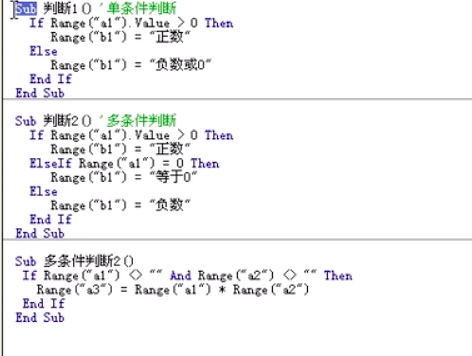 Sub 判断1() '单条件判断
If Range("a1").Value > 0 Then
Range("b1") = "正数"
Else
Range("b1") = "负数或0"
End If
End Sub
Sub 判断2() '多条件判断
If Range("a1").Value > 0 Then
Range("b1") = "正数"
ElseIf Range("a1") = 0 Then
Range("b1") = "等于0"
Else
Range("b1") = "负数"
End If
End Sub
Sub 多条件判断2()
If Range("a1") <> "" And Range("a2") <> "" Then
Range("a3") = Range("a1") * Range("a2")
End If
End Sub